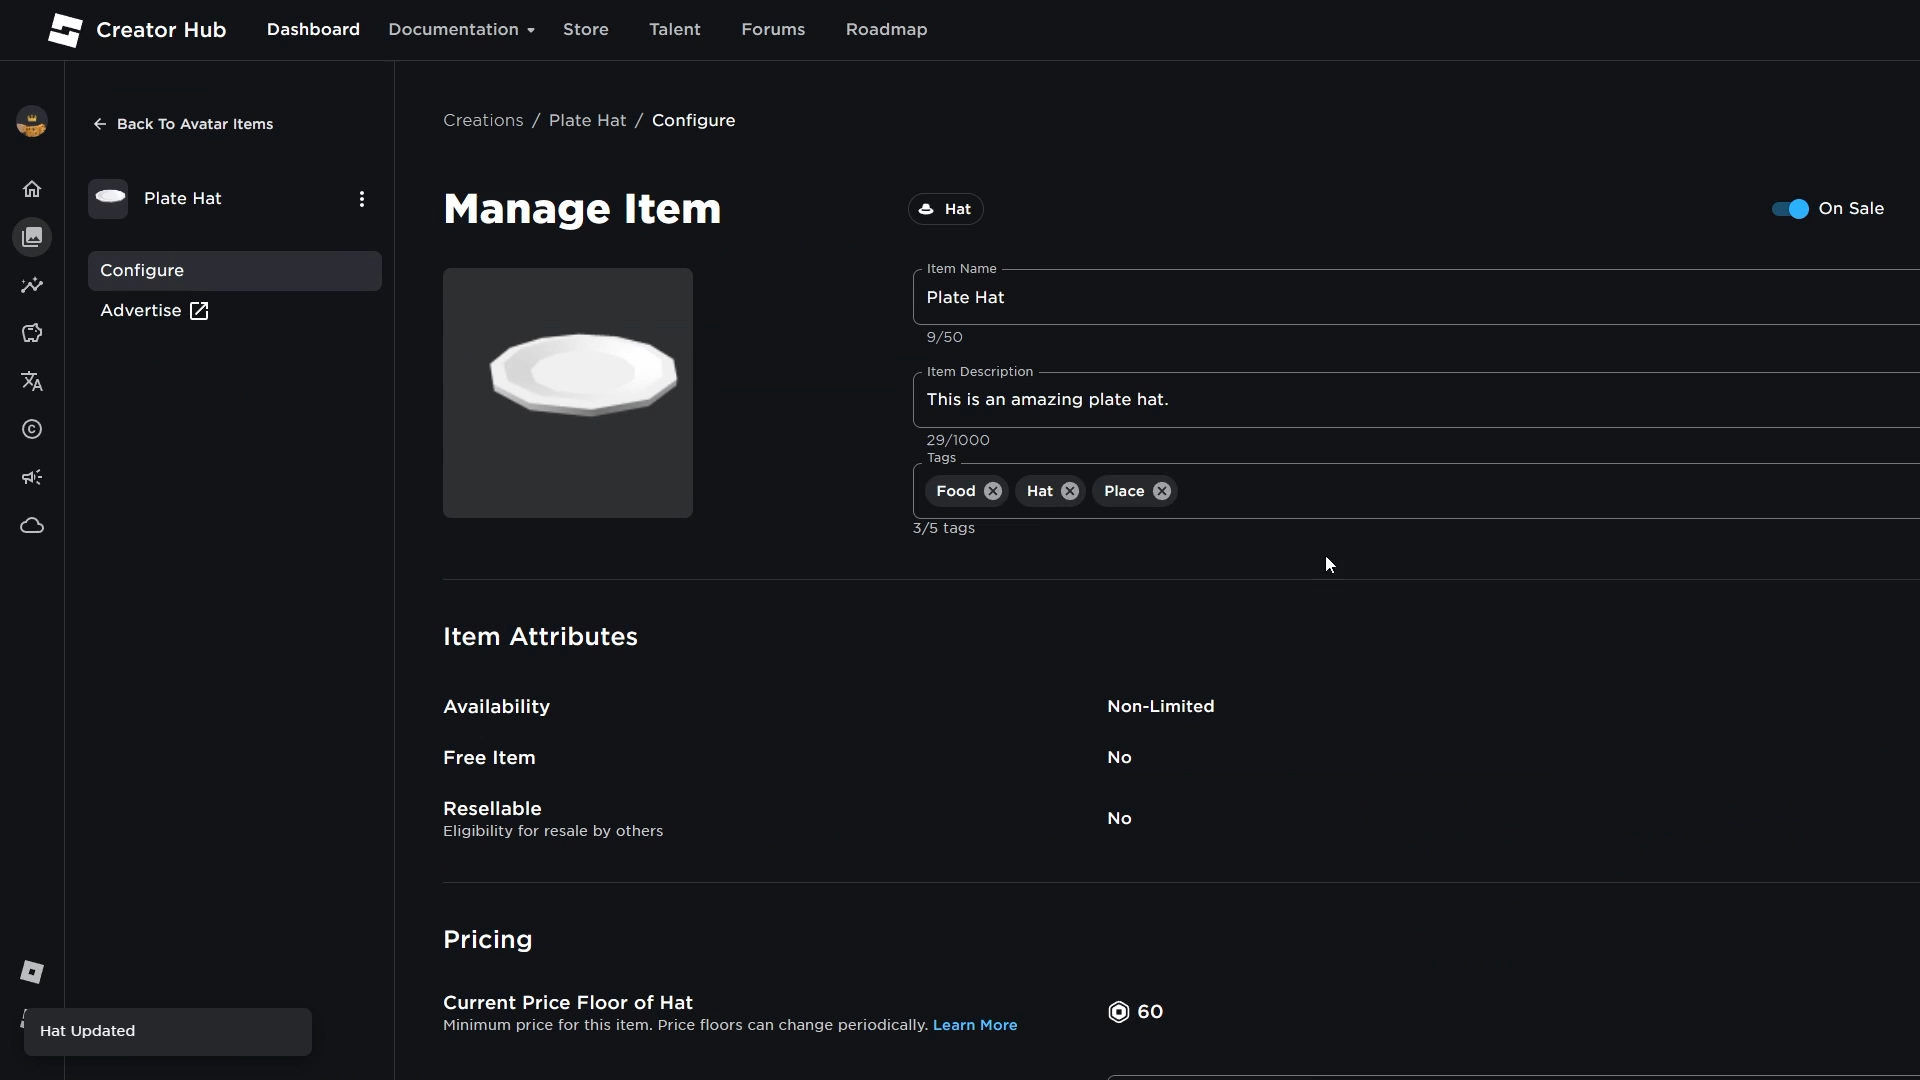 Creator Hub
Dashboard
Documentation
Store
Talent
Forums
Roadmap
Back To Avatar Items
Plate Hat
Configure
Advertise
Creations / Plate Hat / Configure
Manage Item
Hat
On Sale
Item Name
Plate Hat
9/50
Item Description
This is an amazing plate hat.
29/1000
Tags
Food
Hat
Place
3/5 tags
Item Attributes
Availability
Non-Limited
Free Item
No
Resellable
Eligibility for resale by others
No
Pricing
Current Price Floor of Hat
Minimum price for this item. Price floors can change periodically. Learn More
60
Hat Updated